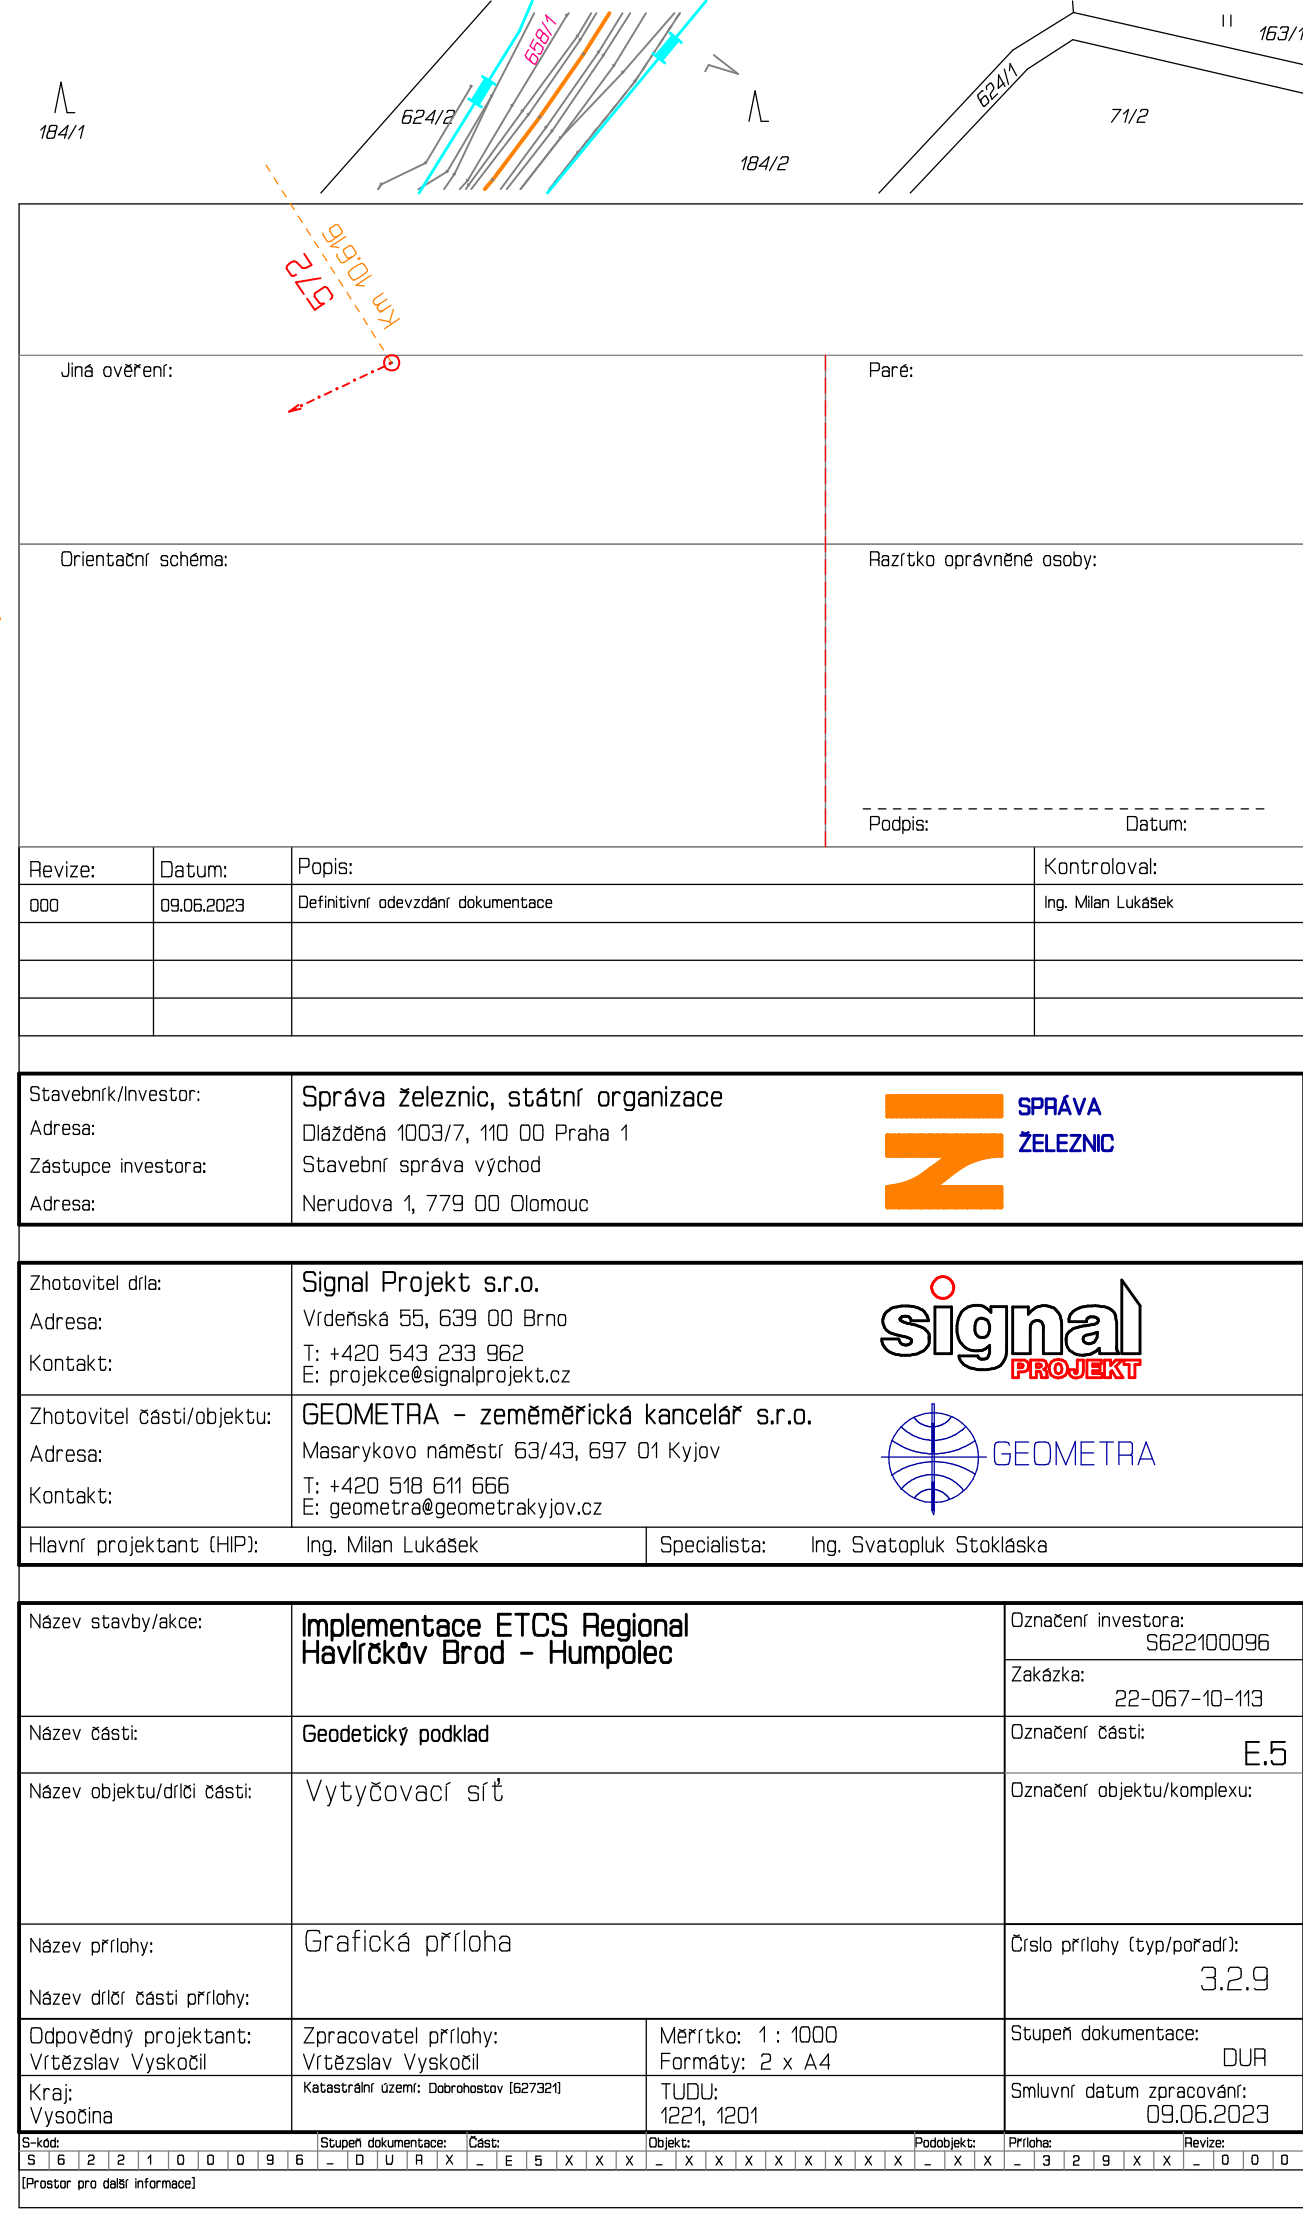 658/1
163/1
624/1
624/2
71/2
184/1
184/2
Km 10.616
572
Jiná ověření:
Paré:
Orientační schéma:
Razítko oprávněné osoby:
Podpis: Datum:
Revize: Datum: Popis: Kontroloval:
000 09.06.2023 Definitivní odevzdání dokumentace Ing. Milan Lukášek
Stavebník/Investor: Správa železnic, státní organizace
Adresa: Dlážděná 1003/7, 110 00 Praha 1
Zástupce investora: Stavební správa východ
Adresa: Nerudova 1, 779 00 Olomouc
SPRÁVA
ŽELEZNIC
Zhotovitel díla: Signal Projekt s.r.o.
Adresa: Vídeňská 55, 639 00 Brno
Kontakt: T: +420 543 233 962
E: projekce@signalprojekt.cz
signal
PROJEKT
Zhotovitel části/objektu: GEOMETRA - zeměměřická kancelář s.r.o.
Adresa: Masarykovo náměstí 63/43, 697 01 Kyjov
Kontakt: T: +420 518 611 666
E: geometra@geometrakyjov.cz
GEOMETRA
Hlavní projektant (HIP): Ing. Milan Lukášek Specialista: Ing. Svatopluk Stokláska
Název stavby/akce: Implementace ETCS Regional
Havlíčkův Brod - Humpolec
Označení investora:
S622100096
Zakázka:
22-067-10-113
Název části: Geodetický podklad Označení části:
E.5
Název objektu/dílči části: Vytyčovací síť Označení objektu/komplexu:
Název přílohy: Grafická příloha Číslo přílohy (typ/pořadí):
3.2.9
Název dílčí části přílohy:
Odpovědný projektant: Zpracovatel přílohy: Měřítko: 1 : 1000 Stupeň dokumentace:
Vítězslav Vyskočil Vítězslav Vyskočil Formáty: 2 x A4 DUR
Kraj: Katastrální území: Dobrohostov [627321] TUDU: Smluvní datum zpracování:
Vysočina 1221, 1201 09.06.2023
S-kód: Stupeň dokumentace: Část: Objekt: Podobjekt: Příloha: Revize:
S 6 2 2 1 0 0 0 9 6 _ D U R X _ E 5 X X X _ X X X X X X X X _ X X _ 3 2 9 X X _ 0 0 0
[Prostor pro další informace]